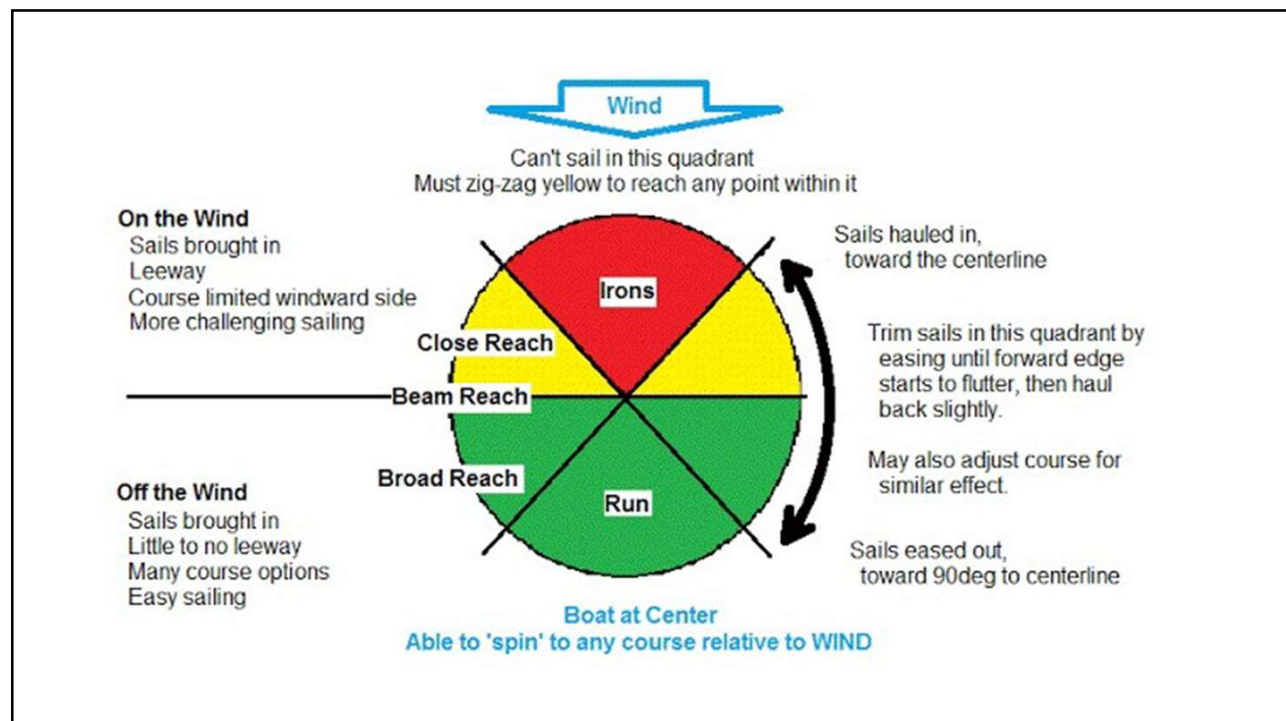 Wind
Can't sail in this quadrant
Must zig-zag yellow to reach any point within it
On the Wind
Sails brought in
Leeway
Course limited windward side
More challenging sailing
Sails hauled in,
toward the centerline
Irons
Close Reach
Trim sails in this quadrant by
easing until forward edge
starts to flutter, then haul
back slightly.
Beam Reach
May also adjust course for
similar effect.
Broad Reach
Run
Off the Wind
Sails brought in
Little to no leeway
Many course options
Easy sailing
Sails eased out,
toward 90deg to centerline
Boat at Center
Able to 'spin' to any course relative to WIND